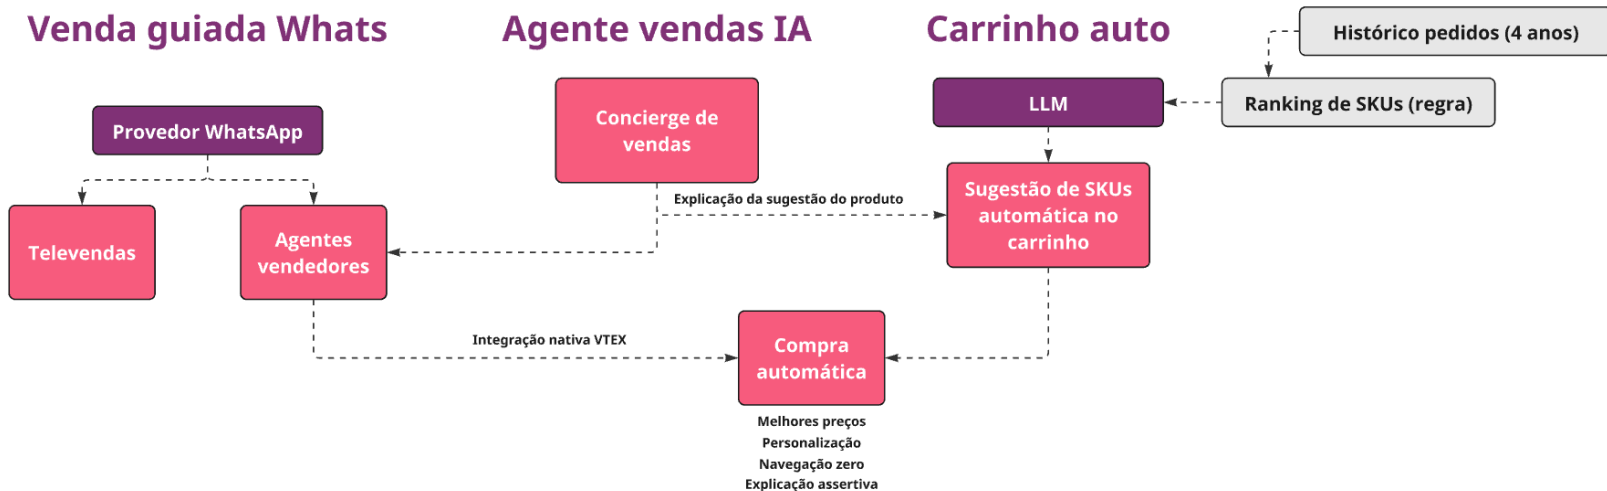 Venda guiada Whats
Agente vendas IA
Carrinho auto
Histórico pedidos (4 anos)
Ranking de SKUs (regra)
LLM
Provedor WhatsApp
Concierge de
vendas
Sugestão de SKUs
automática no
carrinho
Explicação da sugestão do produto
Televendas
Agentes
vendedores
Integração nativa VTEX
Compra
automática
Melhores preços
Personalização
Navegação zero
Explicação assertiva